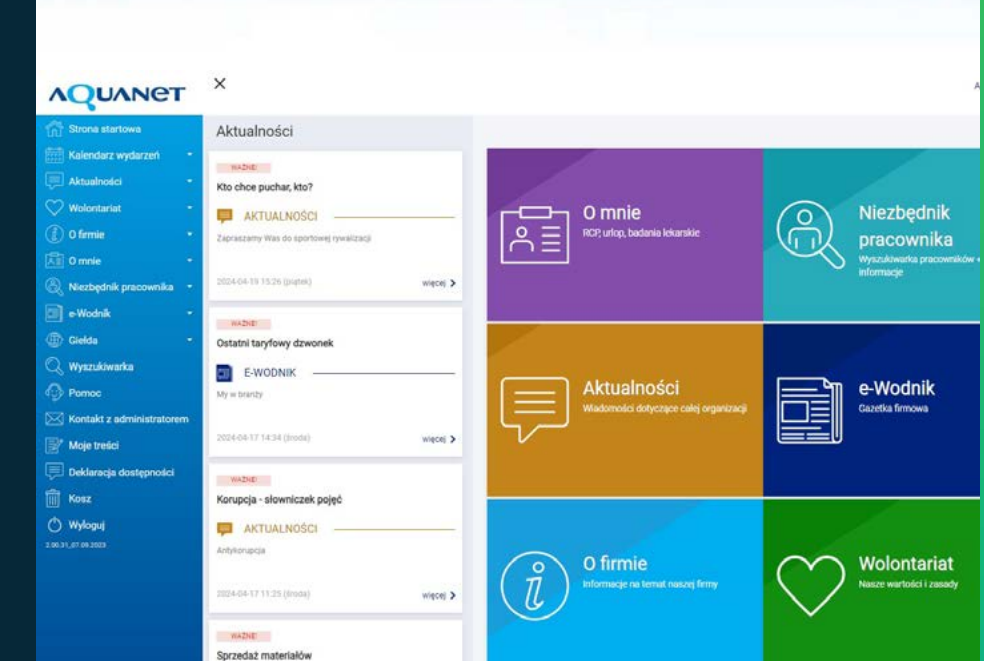 AQUANET
A
Strona startowa
Kalendarz wydarzeń
Aktualności
Wolontariat
O firmie
O mnie
Niezbędnik pracownika
e-Wodnik
Giełda
Wyszukiwarka
Pomoc
Kontakt z administratorem
Moje treści
Deklaracja dostępności
Kosz
Wyloguj
2.00.31_07.09.2023
Aktualności
WAŻNE!
Kto chce puchar, kto?
AKTUALNOŚCI
Zapraszamy Was do sportowej rywalizacji
2024-04-19 15:26 (piątek)
więcej
WAŻNE!
Ostatni taryfowy dzwonek
E-WODNIK
My w branży
2024-04-17 14:34 (środa)
więcej
WAŻNE!
Korupcja - słowniczek pojęć
AKTUALNOŚCI
Antykorupcja
2024-04-17 11:25 (środa)
więcej
WAŻNE!
Sprzedaż materiałów
O mnie
RCP, urlop, badania lekarskie
Niezbędnik
pracownika
Wyszukiwarka pracowników
informacje
Aktualności
Wiadomości dotyczące całej organizacji
e-Wodnik
Gazetka firmowa
O firmie
Informacje na temat naszej firmy
Wolontariat
Nasze wartości i zasady